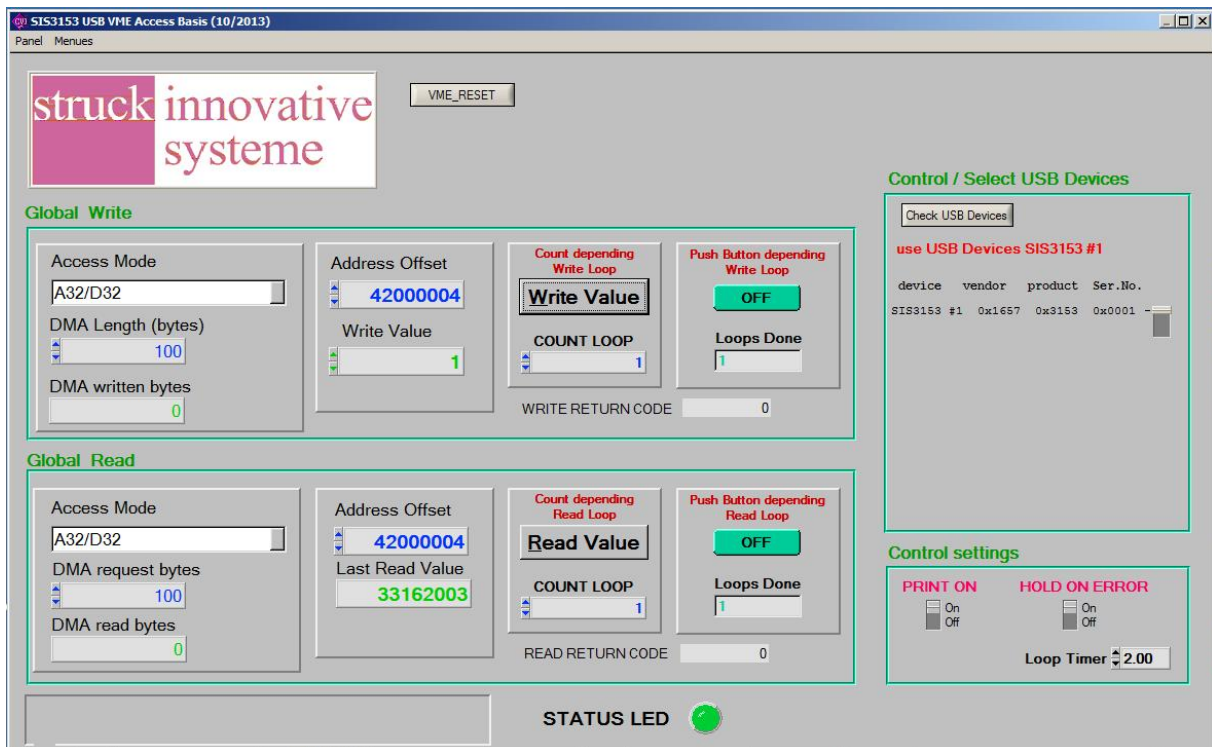 SIS3153 USB VME Access Basis (10/2013)
Panel Menues
struck innovative
systeme
VME_RESET
Control / Select USB Devices
Check USB Devices
use USB Devices SIS3153 #1
device vendor product Ser.No.
SIS3153 #1 0x1657 0x3153 0x0001
Global Write
Access Mode
A32/D32
DMA Length (bytes)
100
DMA written bytes
0
Address Offset
42000004
Write Value
1
Count depending
Write Loop
Write Value
COUNT LOOP
1
Push Button depending
Write Loop
OFF
Loops Done
1
WRITE RETURN CODE 0
Global Read
Access Mode
A32/D32
DMA request bytes
100
DMA read bytes
0
Address Offset
42000004
Last Read Value
33162003
Count depending
Read Loop
Read Value
COUNT LOOP
1
Push Button depending
Read Loop
OFF
Loops Done
1
READ RETURN CODE 0
Control settings
PRINT ON
On
Off
HOLD ON ERROR
On
Off
Loop Timer 2.00
STATUS LED